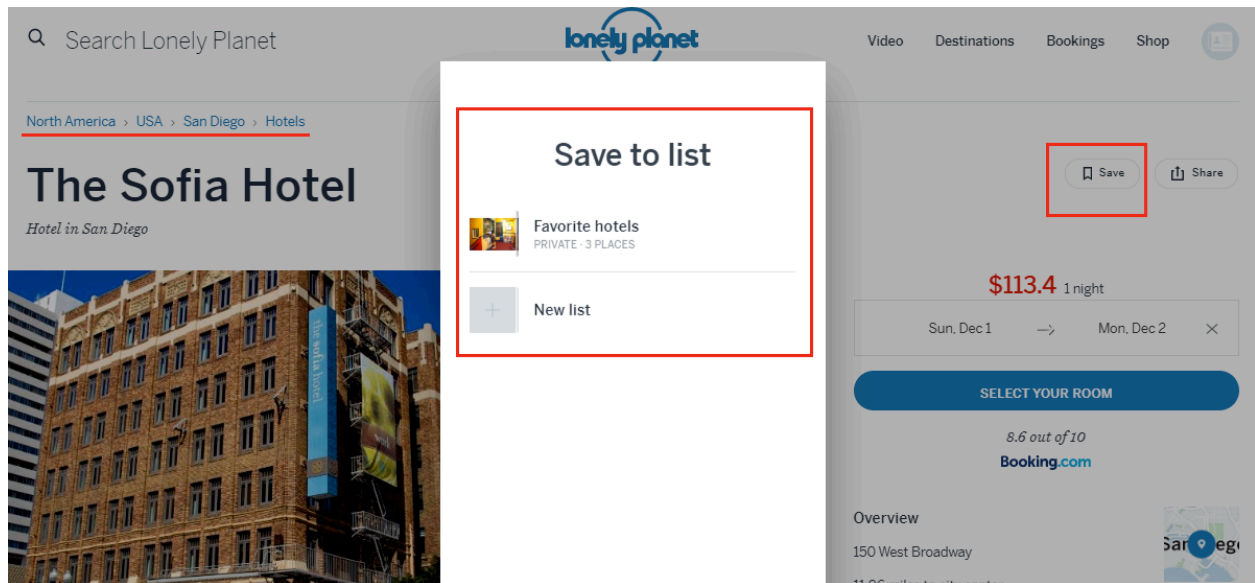 Search Lonely Planet
lonely planet
Video Destinations Bookings Shop
North America > USA > San Diego > Hotels
The Sofia Hotel
Hotel in San Diego
Save to list
Favorite hotels
PRIVATE · 3 PLACES
New list
Save
Share
$113.4 1 night
Sun, Dec 1 → Mon, Dec 2 ×
SELECT YOUR ROOM
8.6 out of 10
Booking.com
Overview
150 West Broadway
the sofia hotel
work